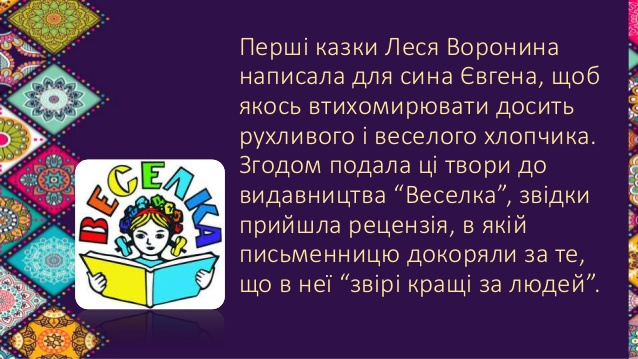 Перші казки Леся Воронина
написала для сина Євгена, щоб
якось втихомирювати досить
рухливого і веселого хлопчика.
Згодом подала ці твори до
видавництва “Веселка”, звідки
прийшла рецензія, в якій
письменницю докоряли за те,
що в неї “звірі кращі за людей”.
ВЕСЕЛКА